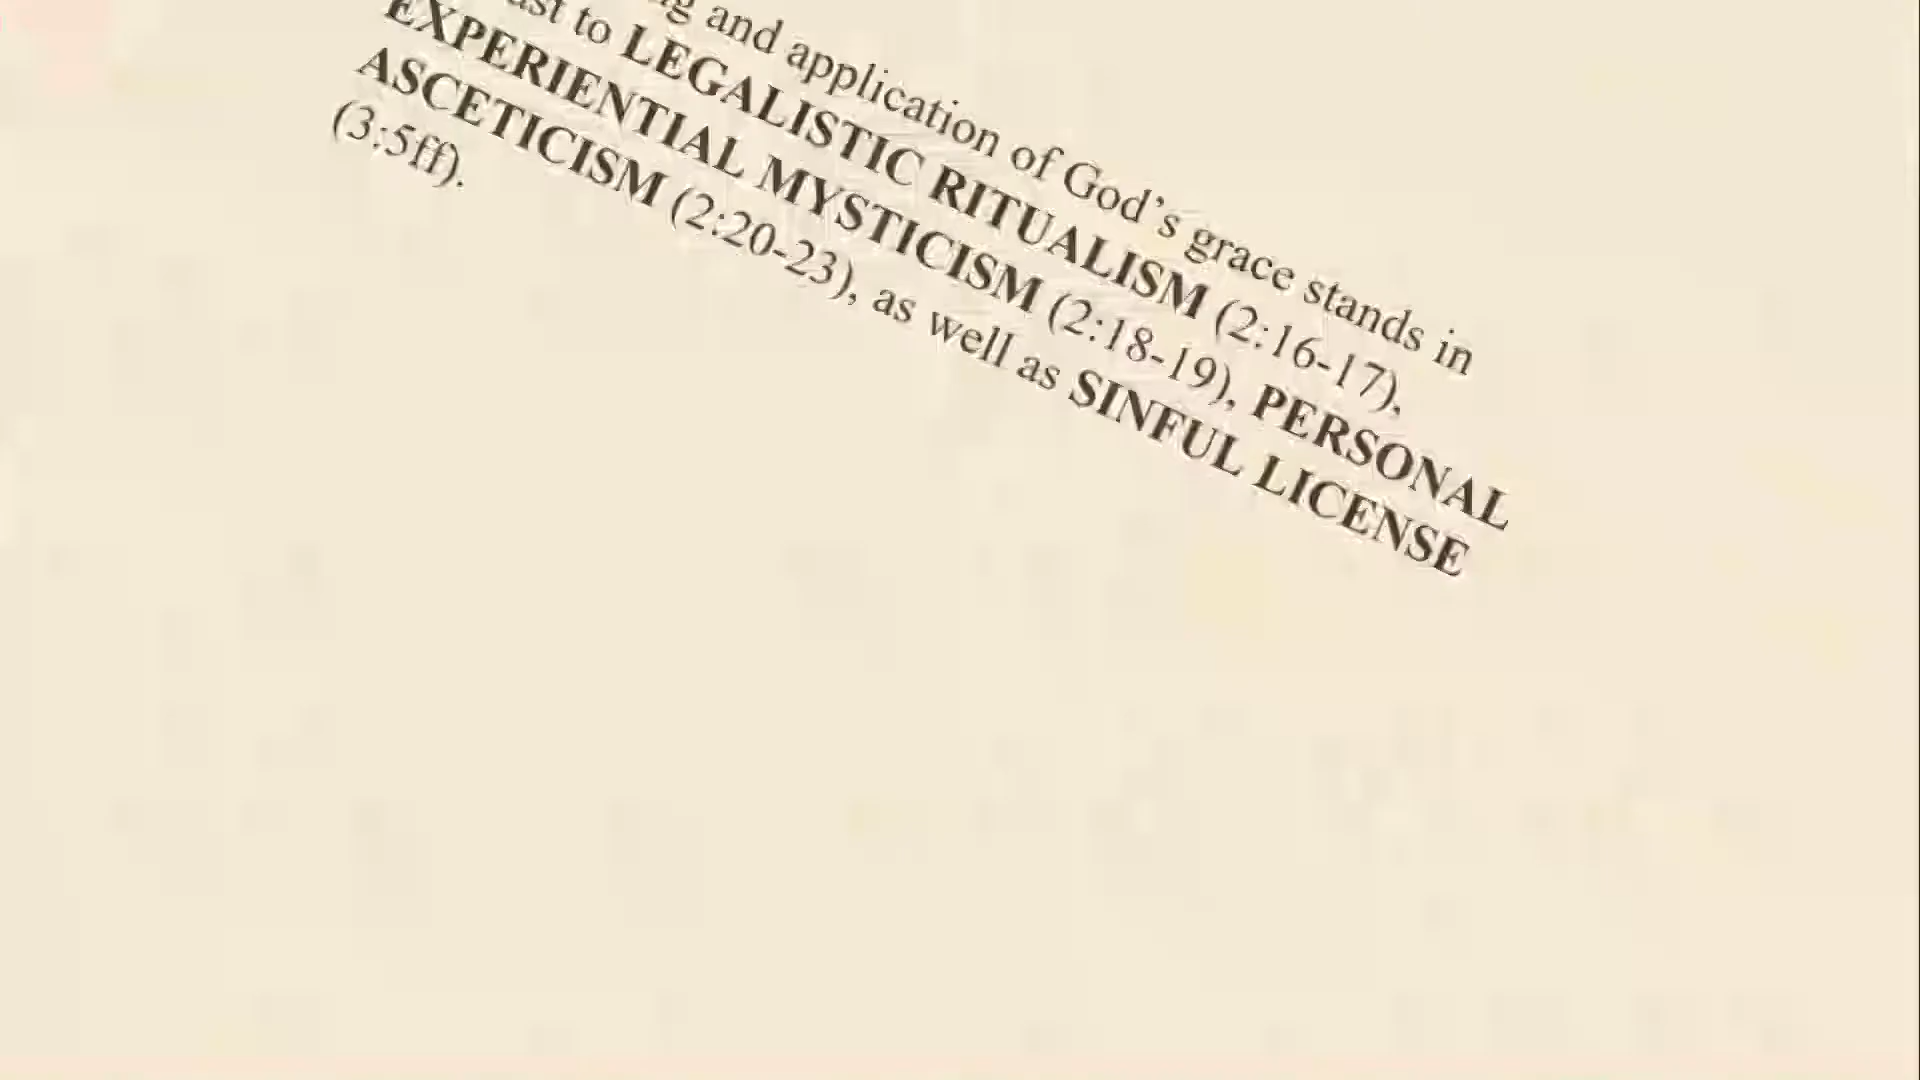 and application of God's grace stands in
to LEGALISTIC RITUALISM (2:16-17),
EXPERIENTIAL MYSTICISM (2:18-19), PERSONAL
ASCETICISM (2:20-23), as well as SINFUL LICENSE
(3:5ff).